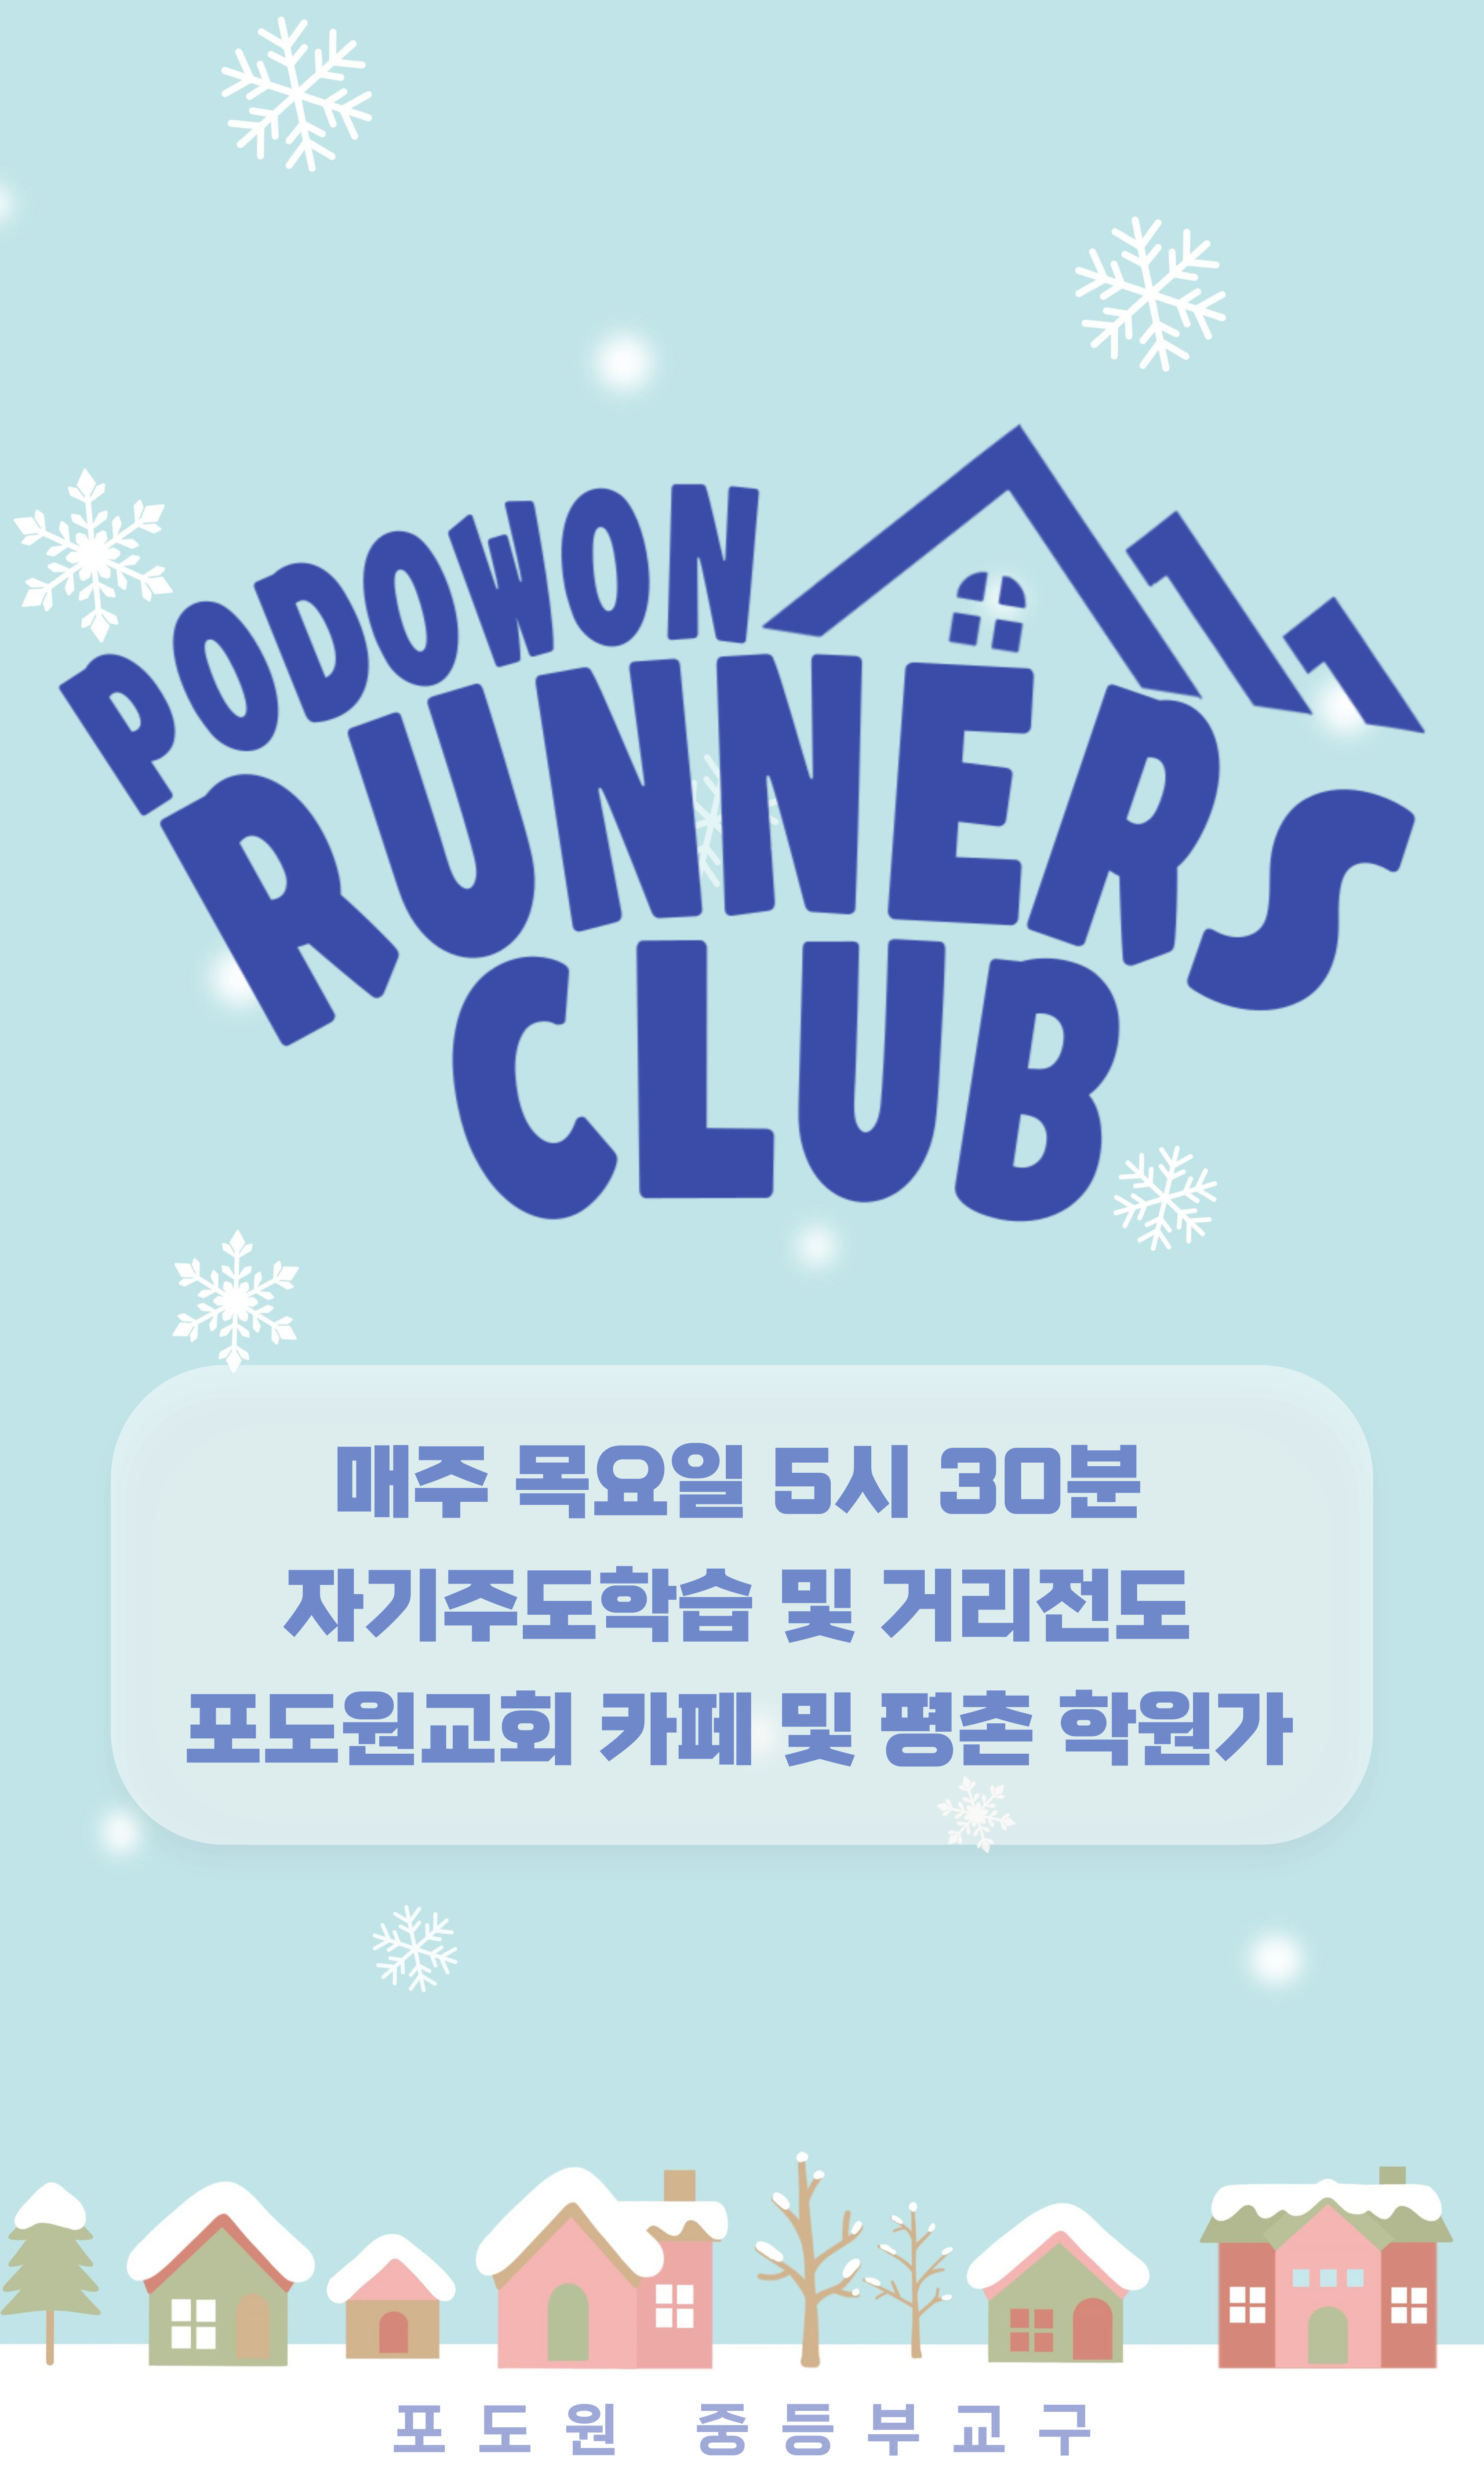 PODOWON
RUNNERS
CLUB
매주 목요일 5시 30분
자기주도학습 및 거리전도
포도원교회 카페 및 평촌 학원가
포도원 중등부교구